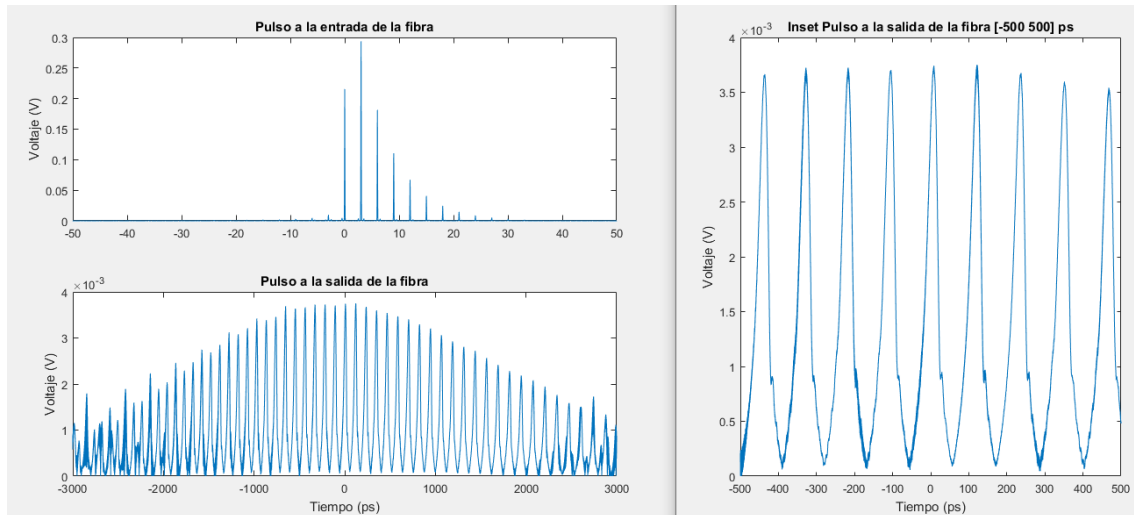 Pulso a la entrada de la fibra
Voltaje (V)
0.3
0.25
0.2
0.15
0.1
0.05
0
-50 -40 -30 -20 -10 0 10 20 30 40 50
Pulso a la salida de la fibra
×10⁻³
Voltaje (V)
4
3
2
1
0
-3000 -2000 -1000 0 1000 2000 3000
Tiempo (ps)
Inset Pulso a la salida de la fibra [-500 500] ps
×10⁻³
Voltaje (V)
4
3.5
3
2.5
2
1.5
1
0.5
0
-500 -400 -300 -200 -100 0 100 200 300 400 500
Tiempo (ps)